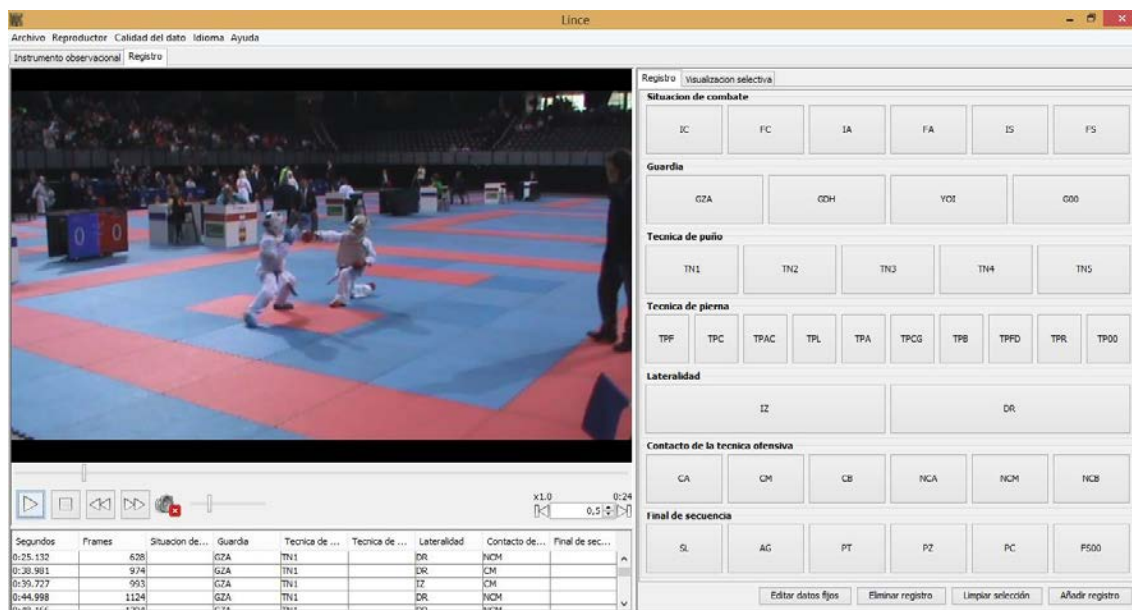 Lince
Archivo Reproductor Calidad del dato Idioma Ayuda
Instrumento observacional Registro
Registro Visualizacion selectiva
Situacion de combate
IC FC IA FA IS FS
Guardia
GZA GDH YOI G00
Tecnica de puño
TN1 TN2 TN3 TN4 TN5
Tecnica de pierna
TPF TPC TPAC TPL TPA TPCG TPB TPFD TPR TP00
Lateralidad
IZ DR
Contacto de la tecnica ofensiva
CA CM CB NCA NCM NCB
Final de secuencia
SL AG PT PZ PC FS00
Editar datos fijos Eliminar registro Limpiar selección Añadir registro
0 0
x1.0 0:24
0,5
Segundos Frames Situacion de... Guardia Tecnica de ... Tecnica de ... Lateralidad Contacto de... Final de sec...
0:25.132 628 GZA TN1 DR NCM
0:38.981 974 GZA TN1 DR CM
0:39.727 993 GZA TN1 IZ CM
0:44.998 1124 GZA TN1 DR NCM